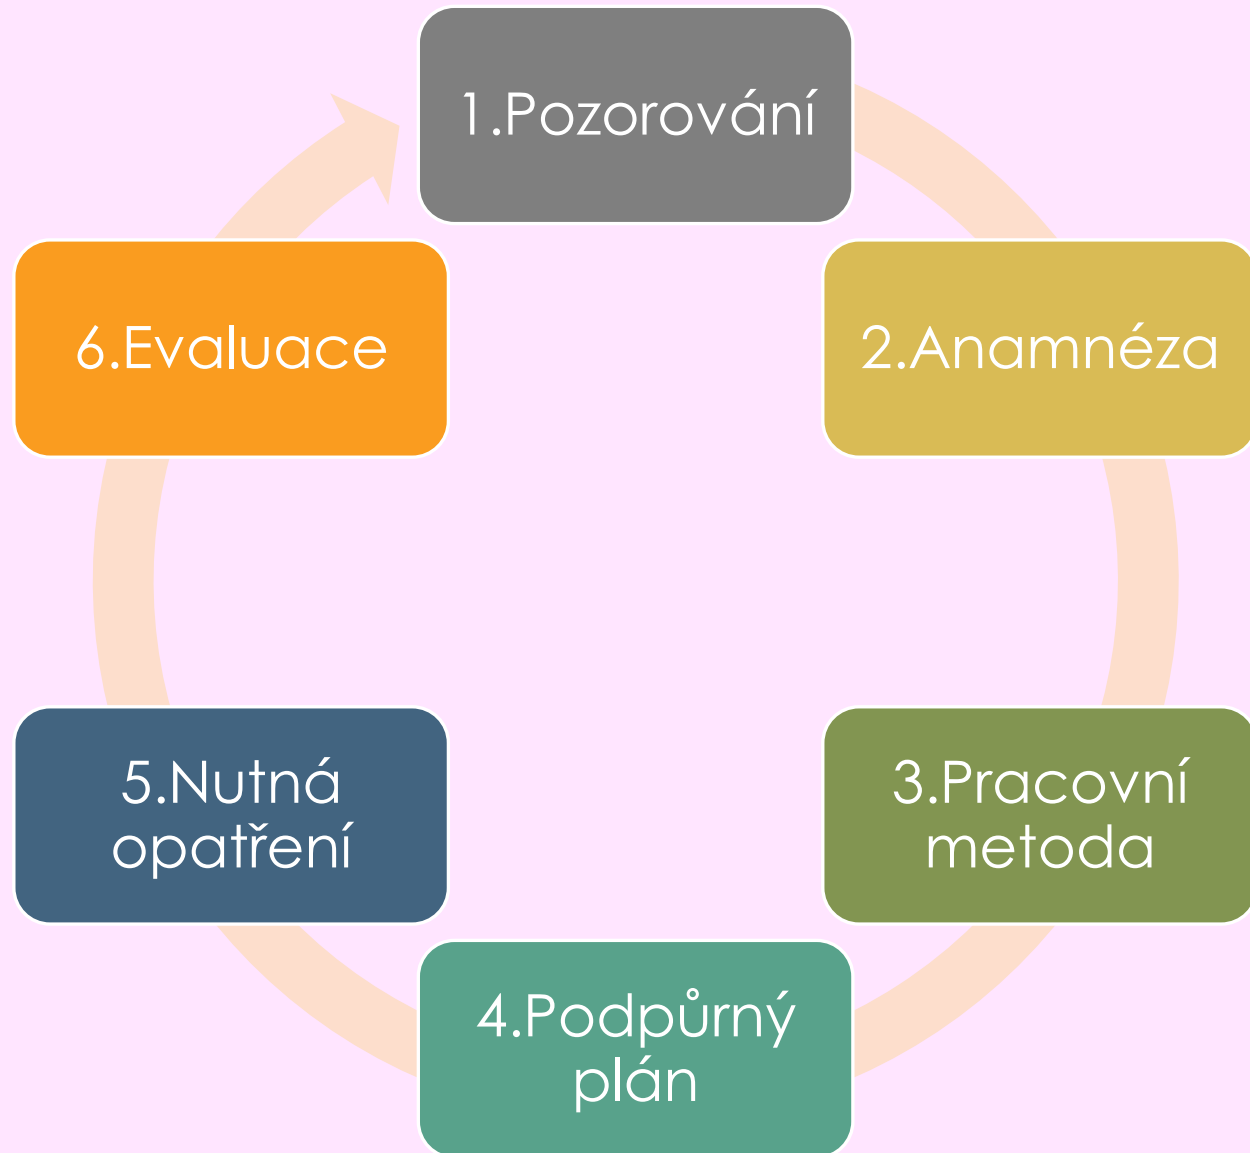 1.Pozorování
2.Anamnéza
3.Pracovní
metoda
4.Podpůrný
plán
5.Nutná
opatření
6.Evaluace